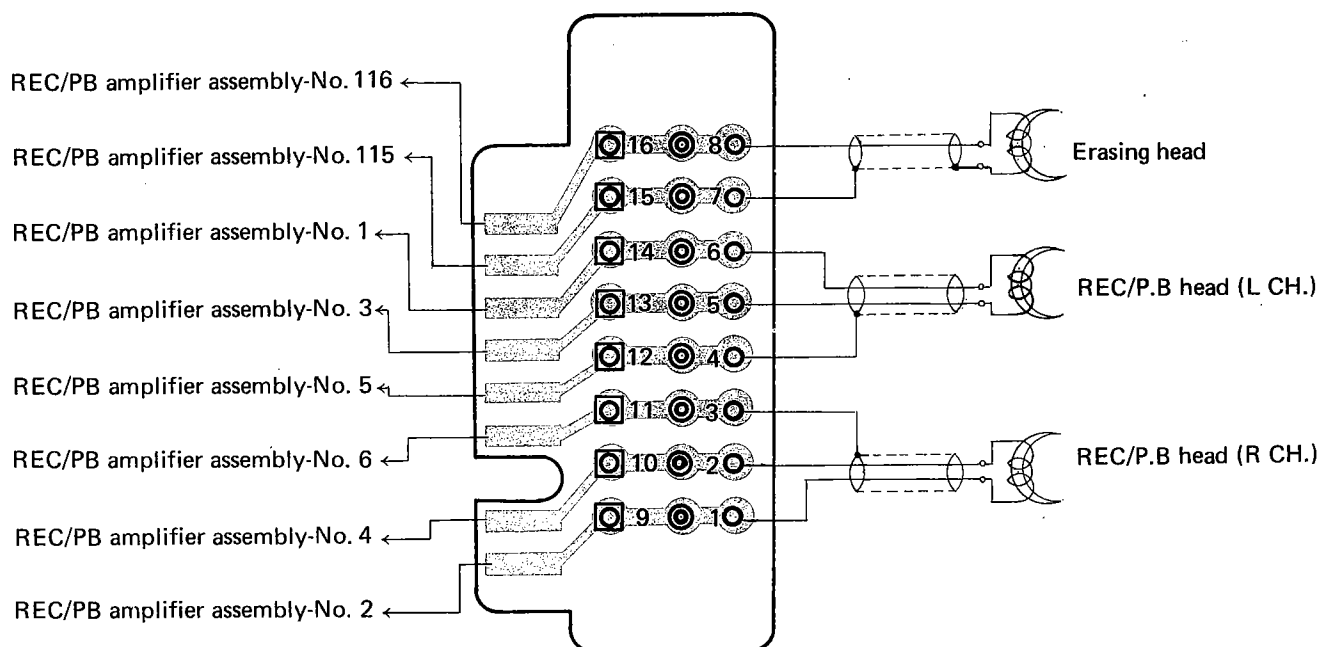 REC/PB amplifier assembly-No. 116
REC/PB amplifier assembly-No. 115
REC/PB amplifier assembly-No. 1
REC/PB amplifier assembly-No. 3
REC/PB amplifier assembly-No. 5
REC/PB amplifier assembly-No. 6
REC/PB amplifier assembly-No. 4
REC/PB amplifier assembly-No. 2
16 8
15 7
14 6
13 5
12 4
11 3
10 2
9 1
Erasing head
REC/P.B head (L CH.)
REC/P.B head (R CH.)